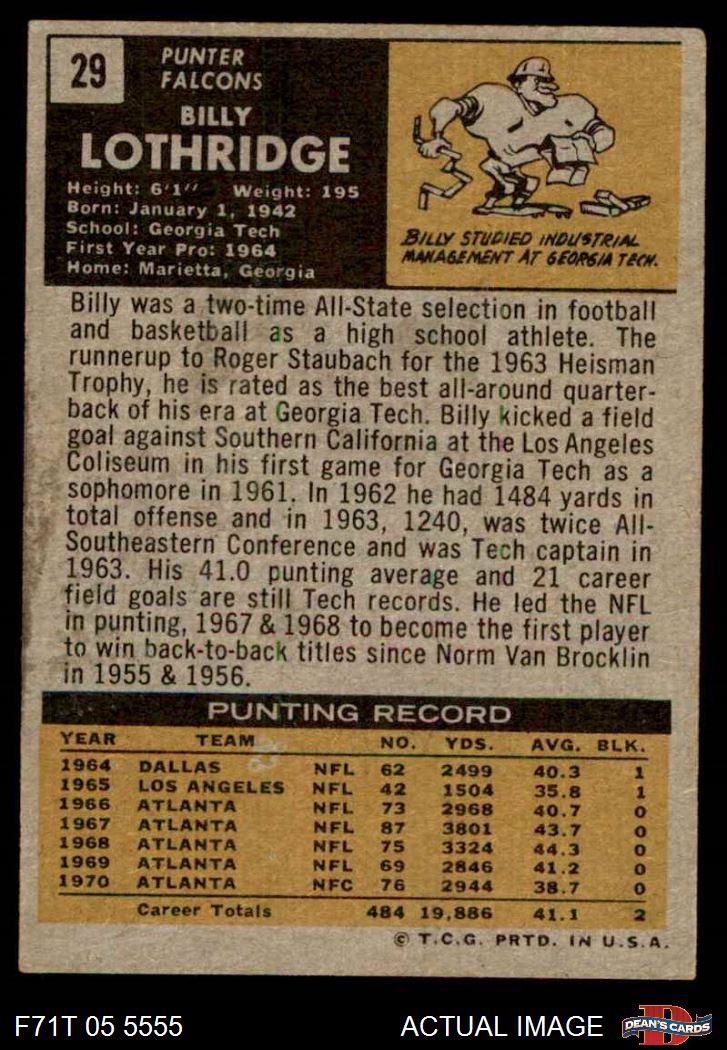 29
PUNTER
FALCONS
BILLY
LOTHRIDGE
Height: 6'1" Weight: 195
Born: January 1, 1942
School: Georgia Tech
First Year Pro: 1964
Home: Marietta, Georgia
BILLY STUDIED INDUSTRIAL
MANAGEMENT AT GEORGIA TECH.
Billy was a two-time All-State selection in football
and basketball as a high school athlete. The
runnerup to Roger Staubach for the 1963 Heisman
Trophy, he is rated as the best all-around quarter-
back of his era at Georgia Tech. Billy kicked a field
goal against Southern California at the Los Angeles
Coliseum in his first game for Georgia Tech as a
sophomore in 1961. In 1962 he had 1484 yards in
total offense and in 1963, 1240, was twice All-
Southeastern Conference and was Tech captain in
1963. His 41.0 punting average and 21 career
field goals are still Tech records. He led the NFL
in punting, 1967 & 1968 to become the first player
to win back-to-back titles since Norm Van Brocklin
in 1955 & 1956.
PUNTING RECORD
YEAR TEAM NO. YDS. AVG. BLK.
1964 DALLAS NFL 62 2499 40.3 1
1965 LOS ANGELES NFL 42 1504 35.8 1
1966 ATLANTA NFL 73 2968 40.7 0
1967 ATLANTA NFL 87 3801 43.7 0
1968 ATLANTA NFL 75 3324 44.3 0
1969 ATLANTA NFL 69 2846 41.2 0
1970 ATLANTA NFC 76 2944 38.7 0
Career Totals 484 19,886 41.1 2
© T.C.G. PRTD. IN U.S.A.
F71T 05 5555
ACTUAL IMAGE
D
DEAN'S CARDS